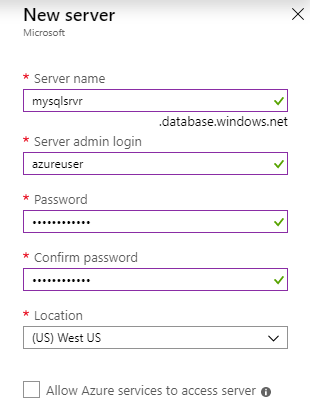 New server
Microsoft
* Server name
mysqlsrvr
.database.windows.net
* Server admin login
azureuser
* Password
••••••••••••
* Confirm password
••••••••••••
* Location
(US) West US
Allow Azure services to access server